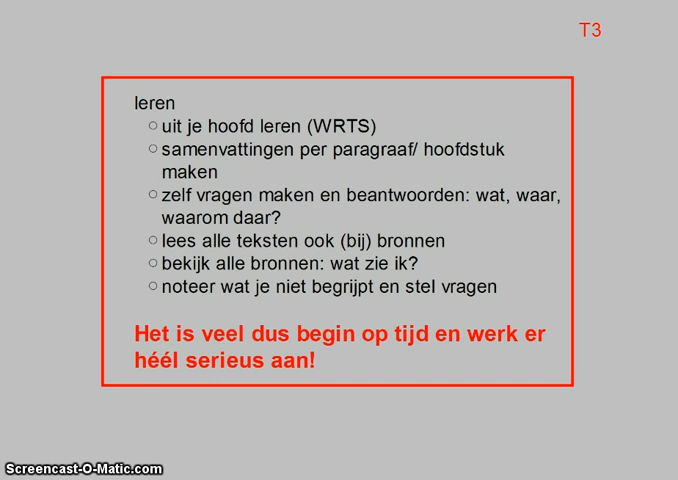 T3
leren
○ uit je hoofd leren (WRTS)
○ samenvattingen per paragraaf/ hoofdstuk
maken
○ zelf vragen maken en beantwoorden: wat, waar,
waarom daar?
○ lees alle teksten ook (bij) bronnen
○ bekijk alle bronnen: wat zie ik?
○ noteer wat je niet begrijpt en stel vragen
Het is veel dus begin op tijd en werk er
héél serieus aan!
Screencast-O-Matic.com